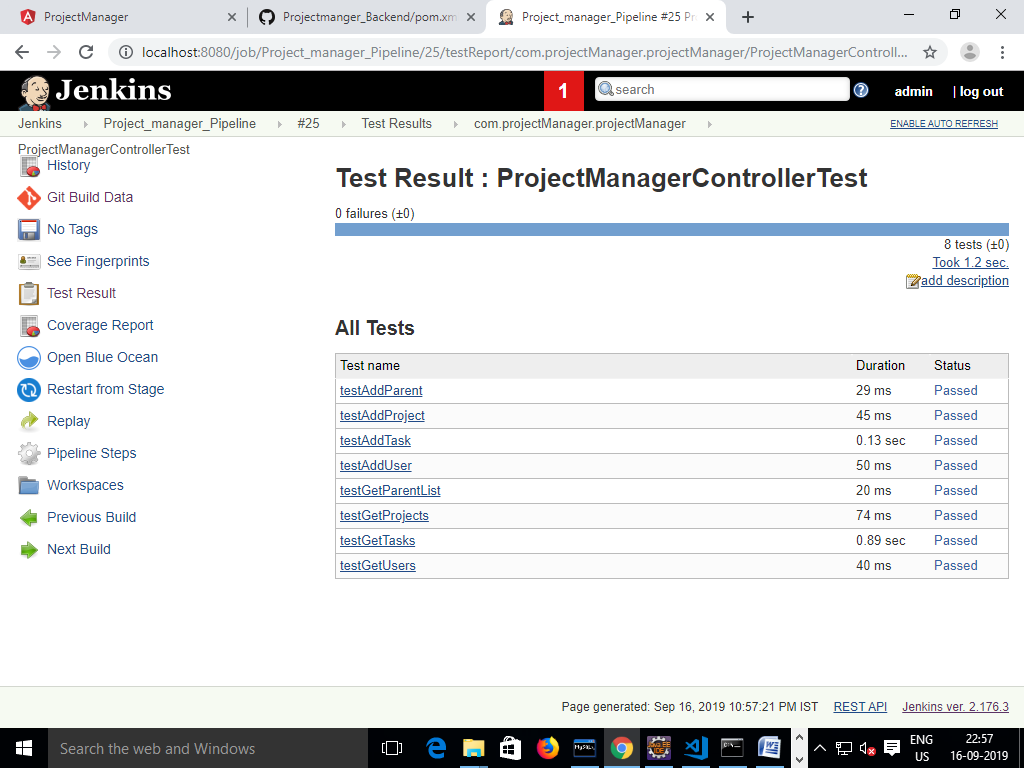 ProjectManager
Projectmanger_Backend/pom.xm
Project_manager_Pipeline #25 Pr
localhost:8080/job/Project_manager_Pipeline/25/testReport/com.projectManager.projectManager/ProjectManagerControll...
Jenkins
1
search
admin
| log out
Jenkins
Project_manager_Pipeline
#25
Test Results
com.projectManager.projectManager
ENABLE AUTO REFRESH
ProjectManagerControllerTest
History
Git Build Data
No Tags
See Fingerprints
Test Result
Coverage Report
Open Blue Ocean
Restart from Stage
Replay
Pipeline Steps
Workspaces
Previous Build
Next Build
Test Result : ProjectManagerControllerTest
0 failures (±0)
8 tests (±0)
Took 1.2 sec.
add description
All Tests
Test name Duration Status
testAddParent 29 ms Passed
testAddProject 45 ms Passed
testAddTask 0.13 sec Passed
testAddUser 50 ms Passed
testGetParentList 20 ms Passed
testGetProjects 74 ms Passed
testGetTasks 0.89 sec Passed
testGetUsers 40 ms Passed
Page generated: Sep 16, 2019 10:57:21 PM IST REST API Jenkins ver. 2.176.3
Search the web and Windows
ENG
US
22:57
16-09-2019